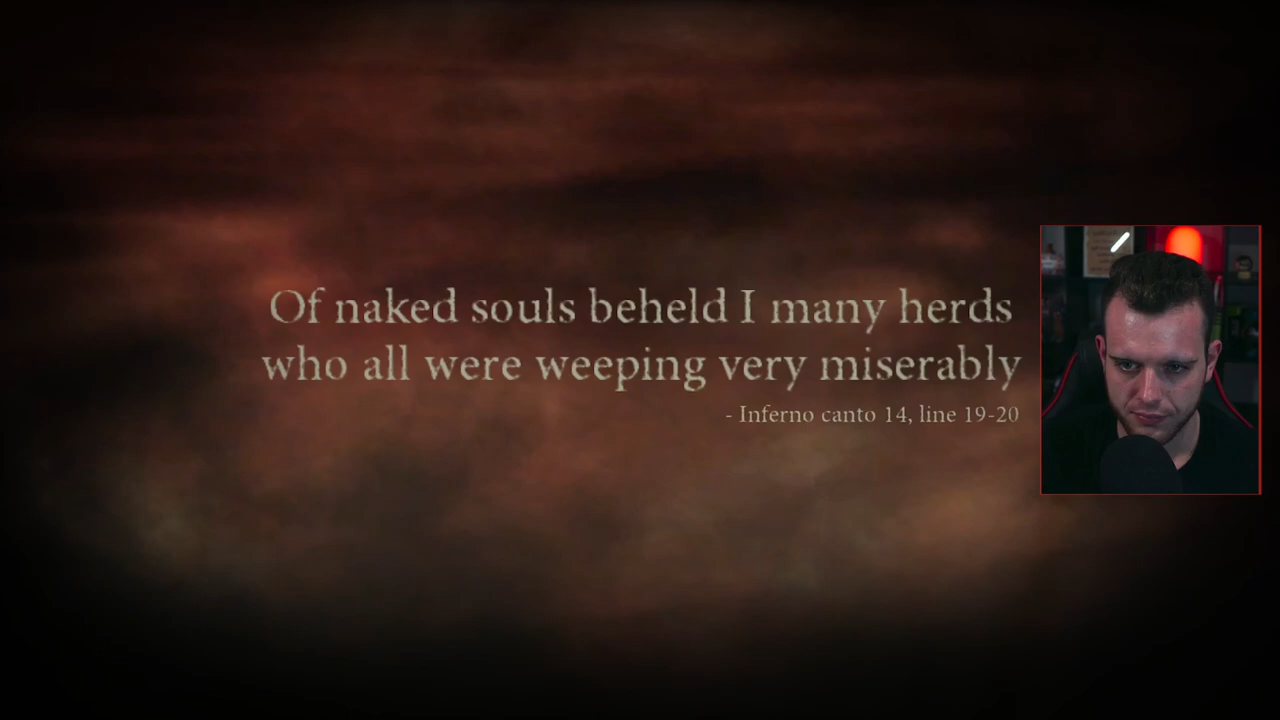 Of naked souls beheld I many herds
who all were weeping very miserably
- Inferno canto 14, line 19-20